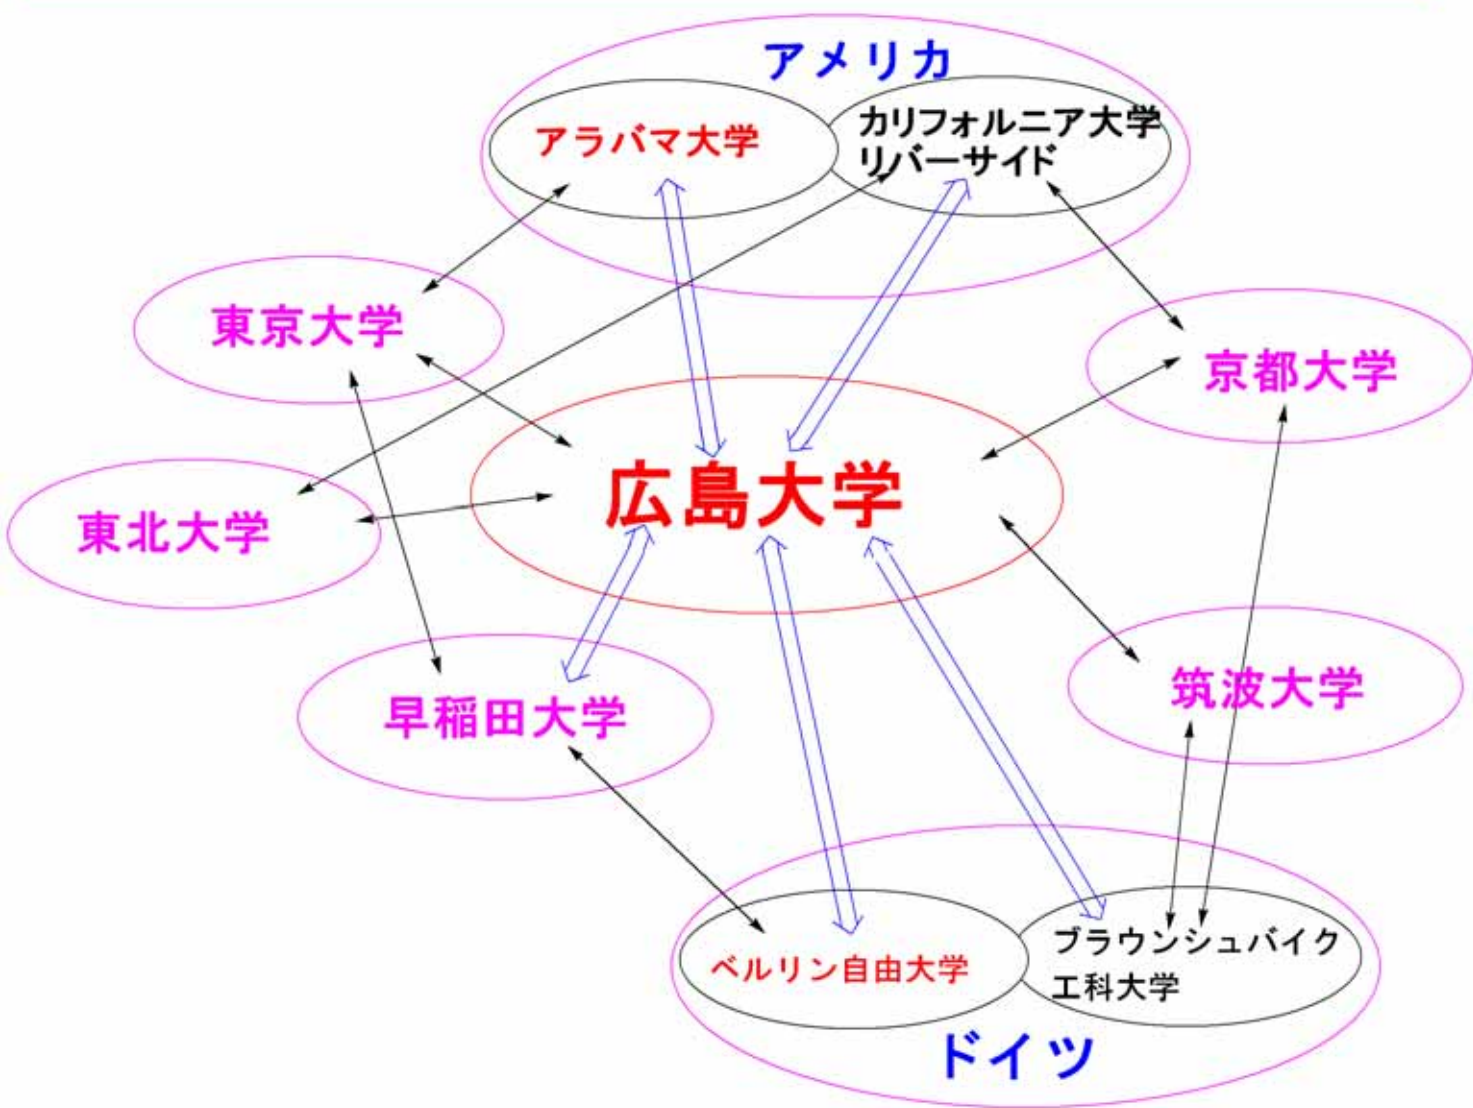 アメリカ
アラバマ大学
カリフォルニア大学
リバーサイド
東京大学
京都大学
広島大学
東北大学
早稲田大学
筑波大学
ベルリン自由大学
ブラウンシュバイク
工科大学
ドイツ